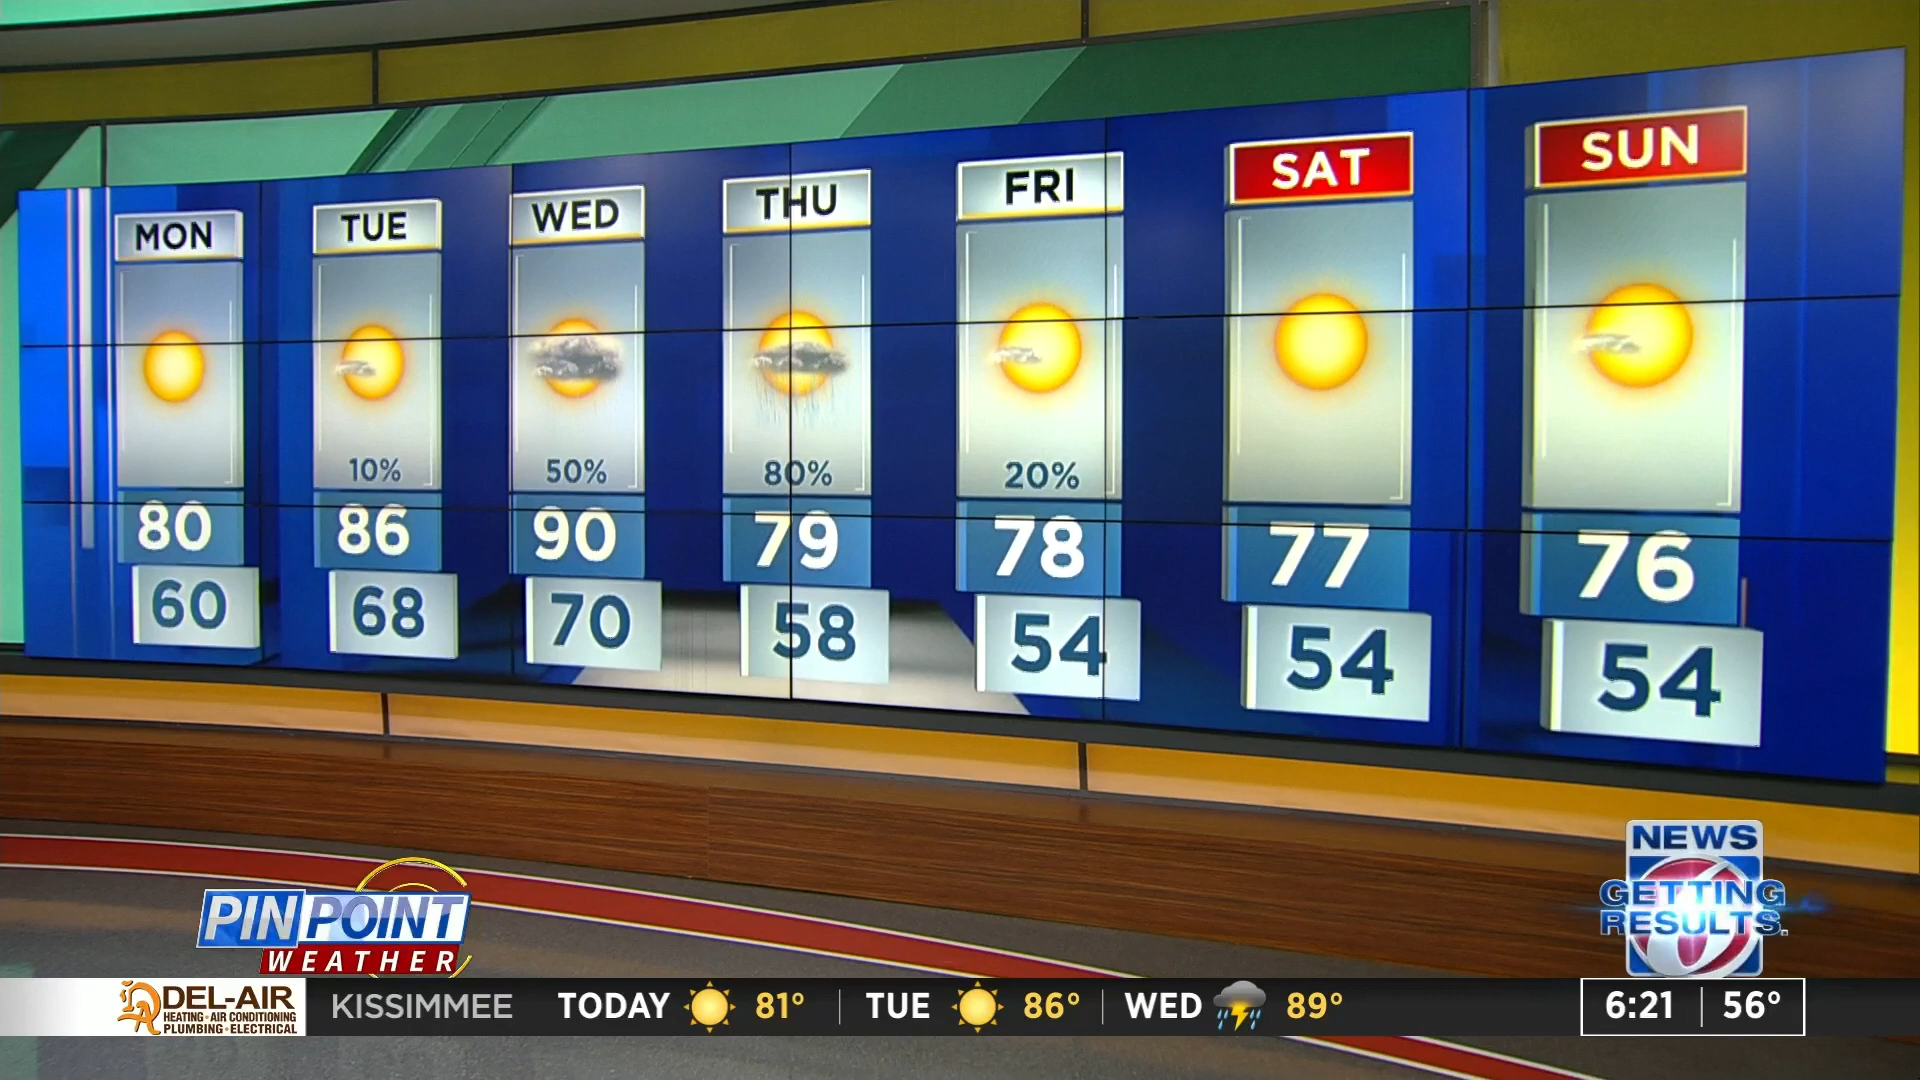 MON
TUE
WED
THU
FRI
SAT
SUN
10%
50%
80%
20%
80
86
90
79
78
77
76
60
68
70
58
54
54
54
PINPOINT
WEATHER
NEWS
6
GETTING
RESULTS.
DEL-AIR
HEATING • AIR CONDITIONING
PLUMBING • ELECTRICAL
KISSIMMEE TODAY 81° TUE 86° WED 89°
6:21 56°